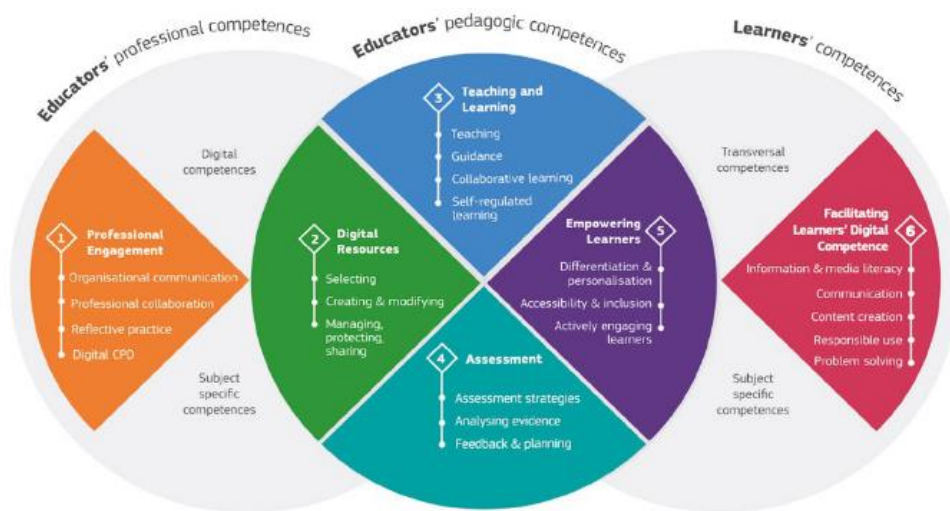 Educators' professional competences
Educators' pedagogic competences
Learners' competences
Digital
competences
Subject
specific
competences
1
Professional
Engagement
Organisational communication
Professional collaboration
Reflective practice
Digital CPD
2
Digital
Resources
Selecting
Creating & modifying
Managing,
protecting,
sharing
3
Teaching and
Learning
Teaching
Guidance
Collaborative learning
Self-regulated
learning
4
Assessment
Assessment strategies
Analysing evidence
Feedback & planning
5
Empowering
Learners
Differentiation &
personalisation
Accessibility & inclusion
Actively engaging
learners
Transversal
competences
Subject
specific
competences
6
Facilitating
Learners' Digital
Competence
Information & media literacy
Communication
Content creation
Responsible use
Problem solving